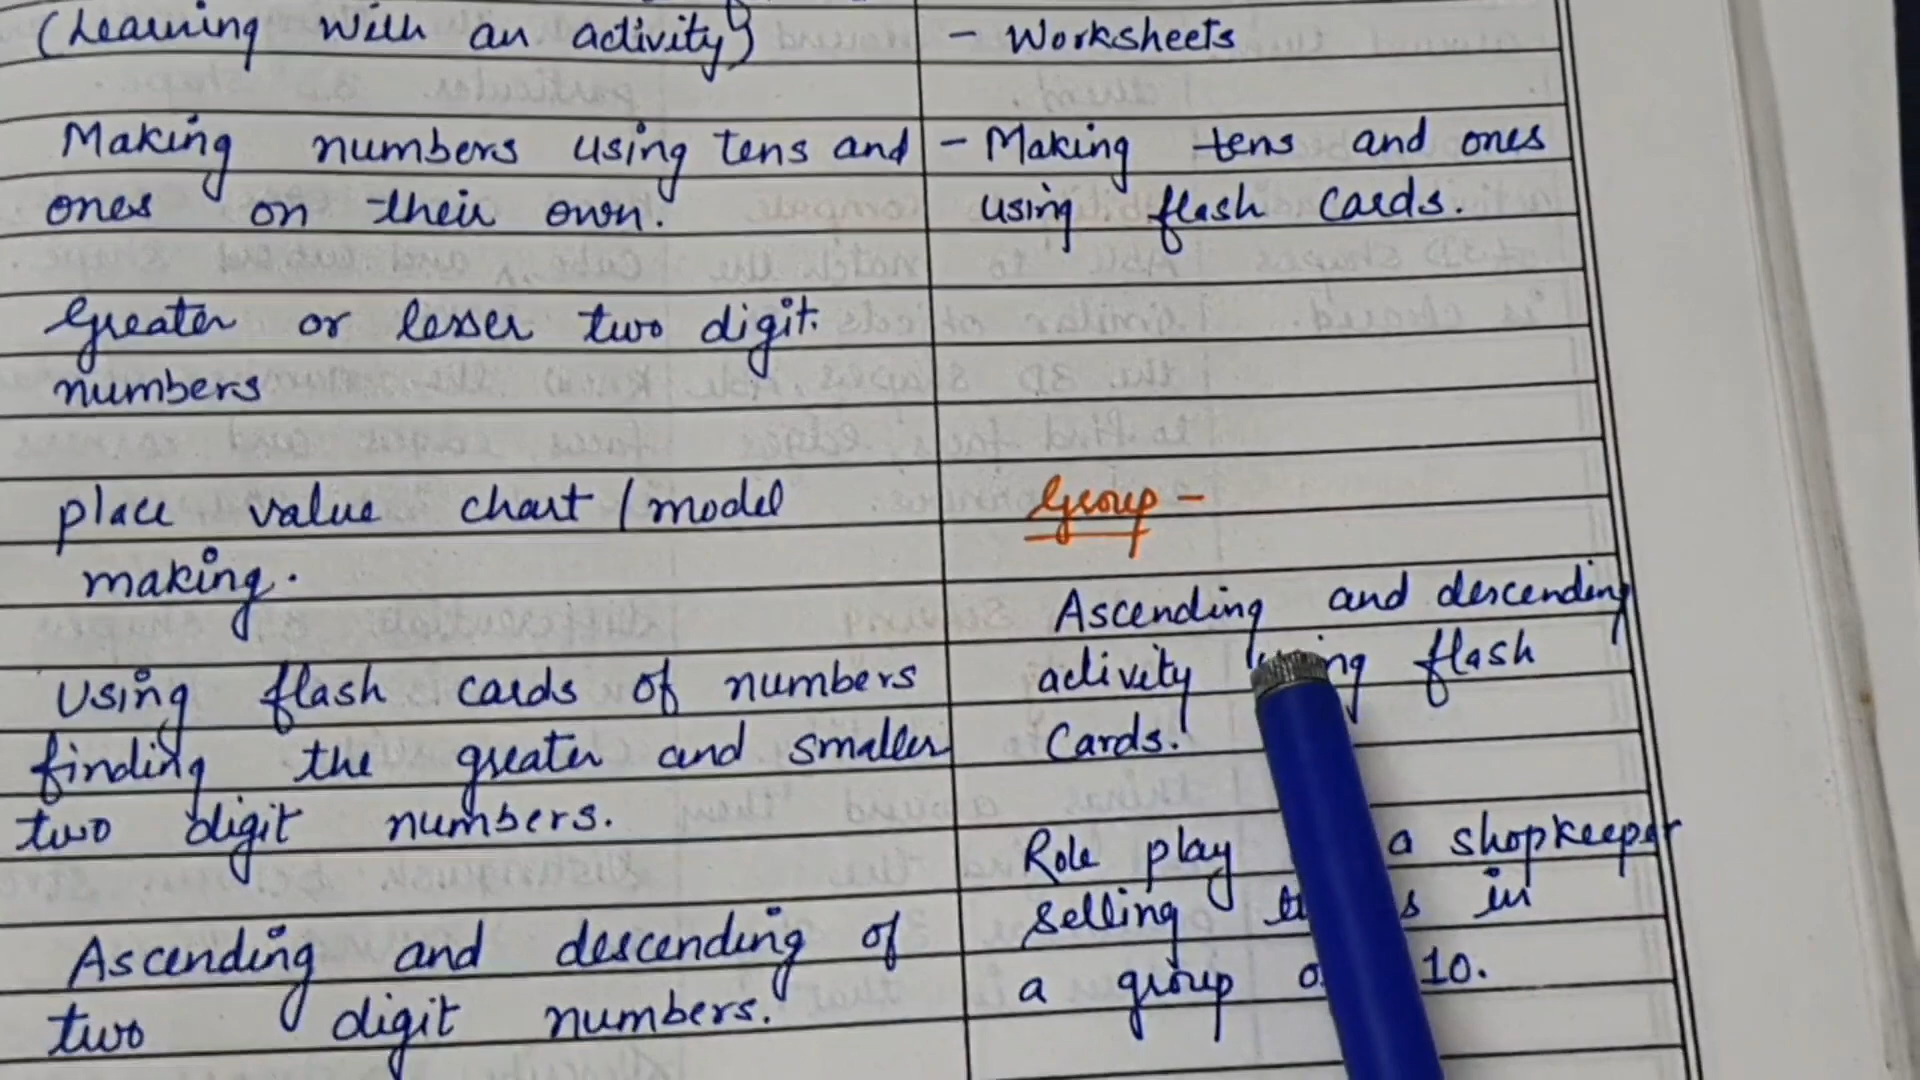 (Learning with an activity)
Making numbers using tens and
ones on their own.
Greater or lesser two digit
numbers
place value chart / model
making.
Using flash cards of numbers
finding the greater and smaller
two digit numbers.
Ascending and descending of
two digit numbers.
- Worksheets
- Making tens and ones
using flash cards.
Group -
Ascending and descending
activity flash
Cards.
Role play a shopkeeper
selling in
a group 10.